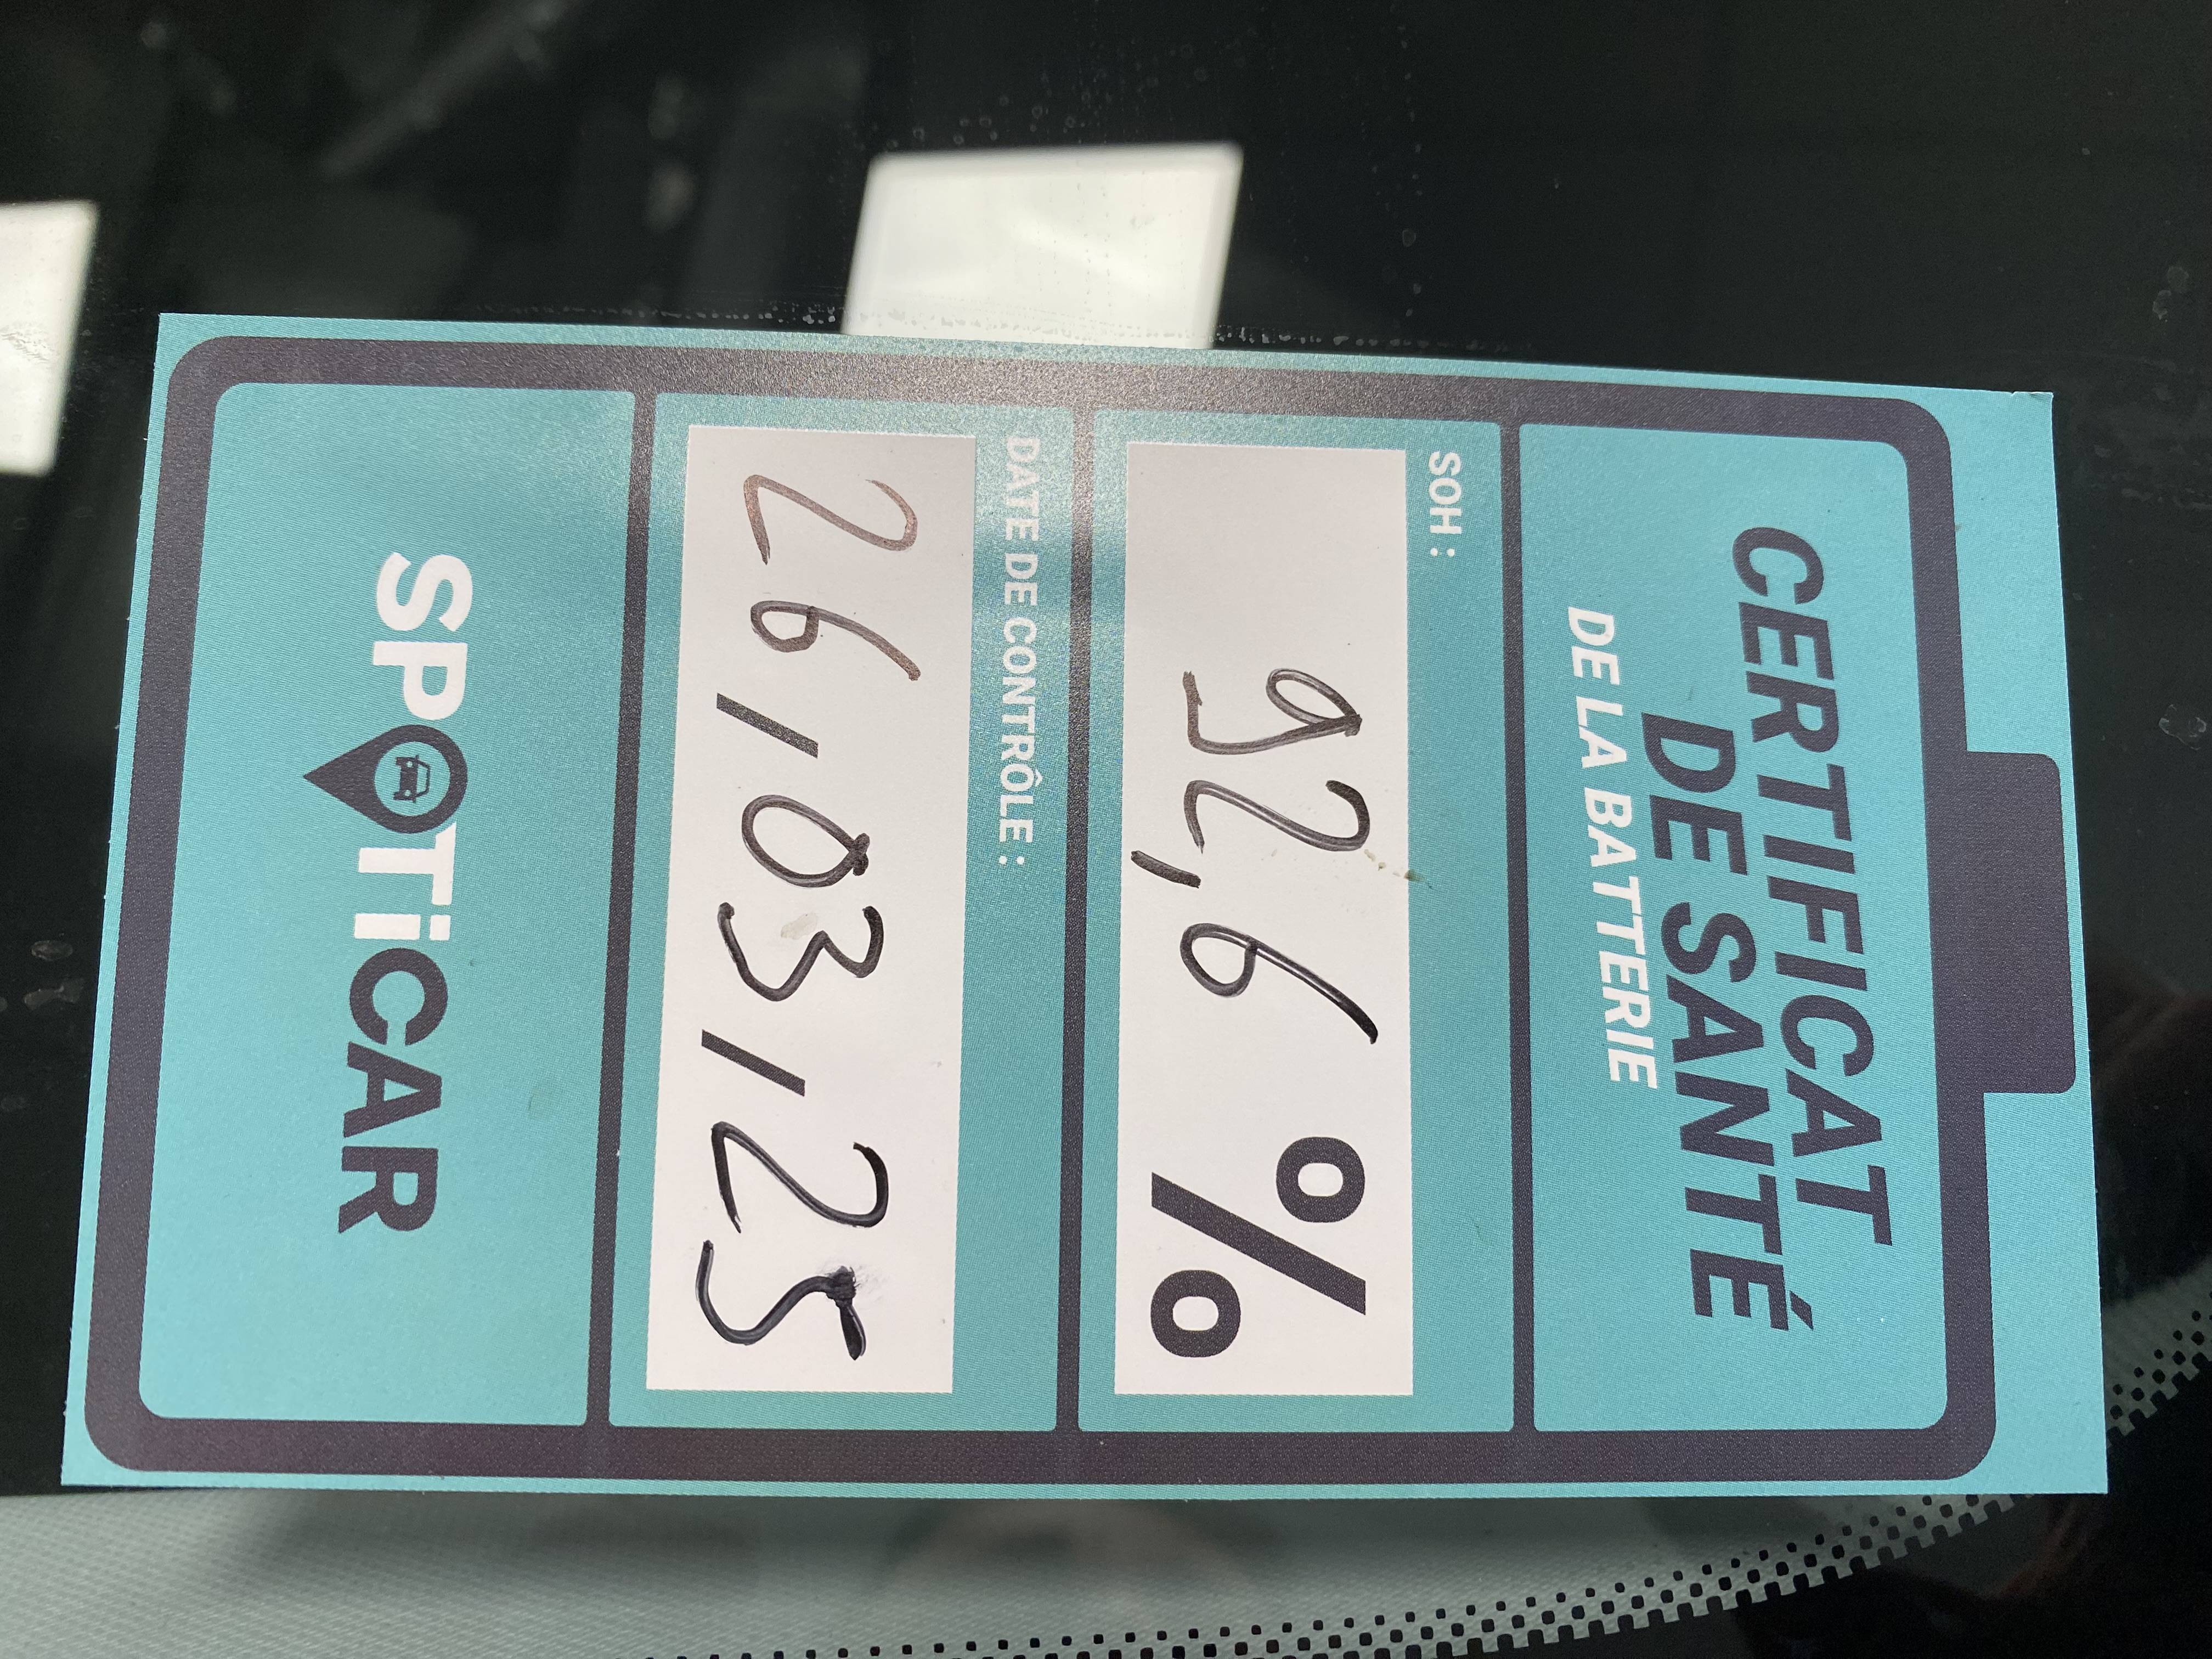 CERTIFICAT
DE SANTÉ
DE LA BATTERIE
SOH :
92,6 %
DATE DE CONTRÔLE :
26/03/25
SPOTiCAR